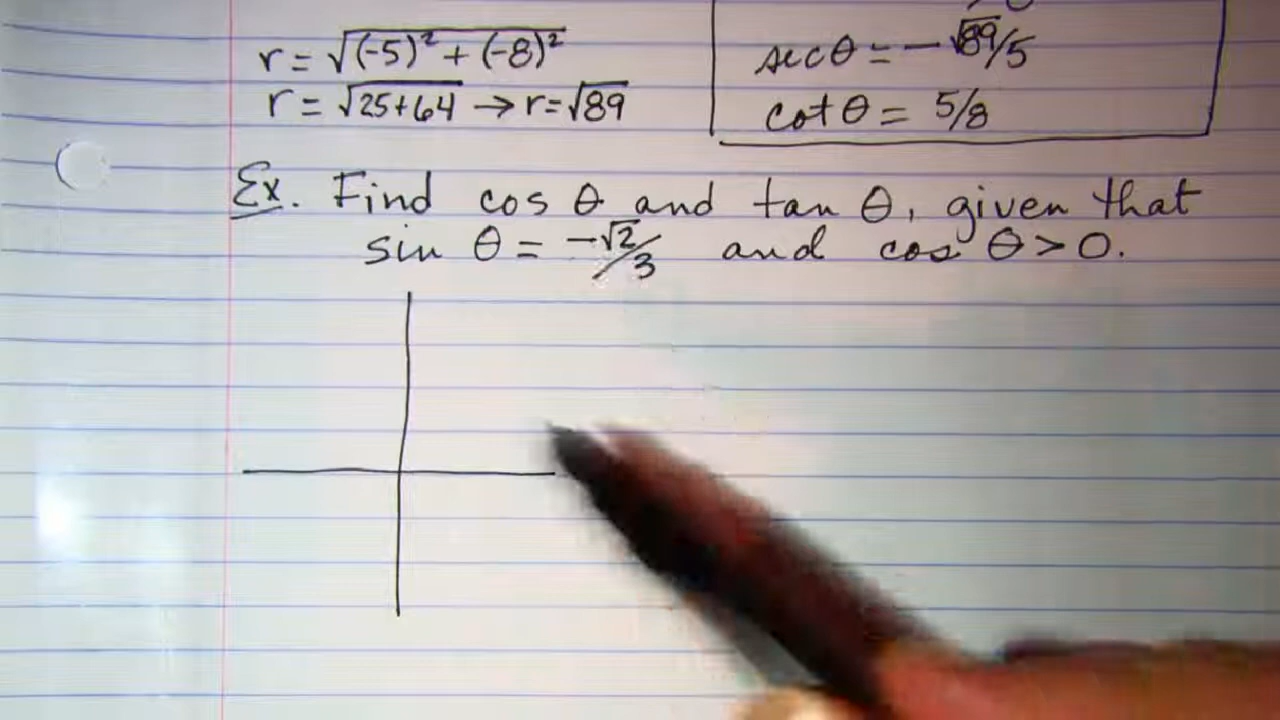 r = √(-5)² + (-8)²
r = √25+64 → r=√89
secθ = -√89/5
cotθ = 5/8
Ex. Find cos θ and tan θ, given that
sin θ = -√2/3 and cos θ > 0.